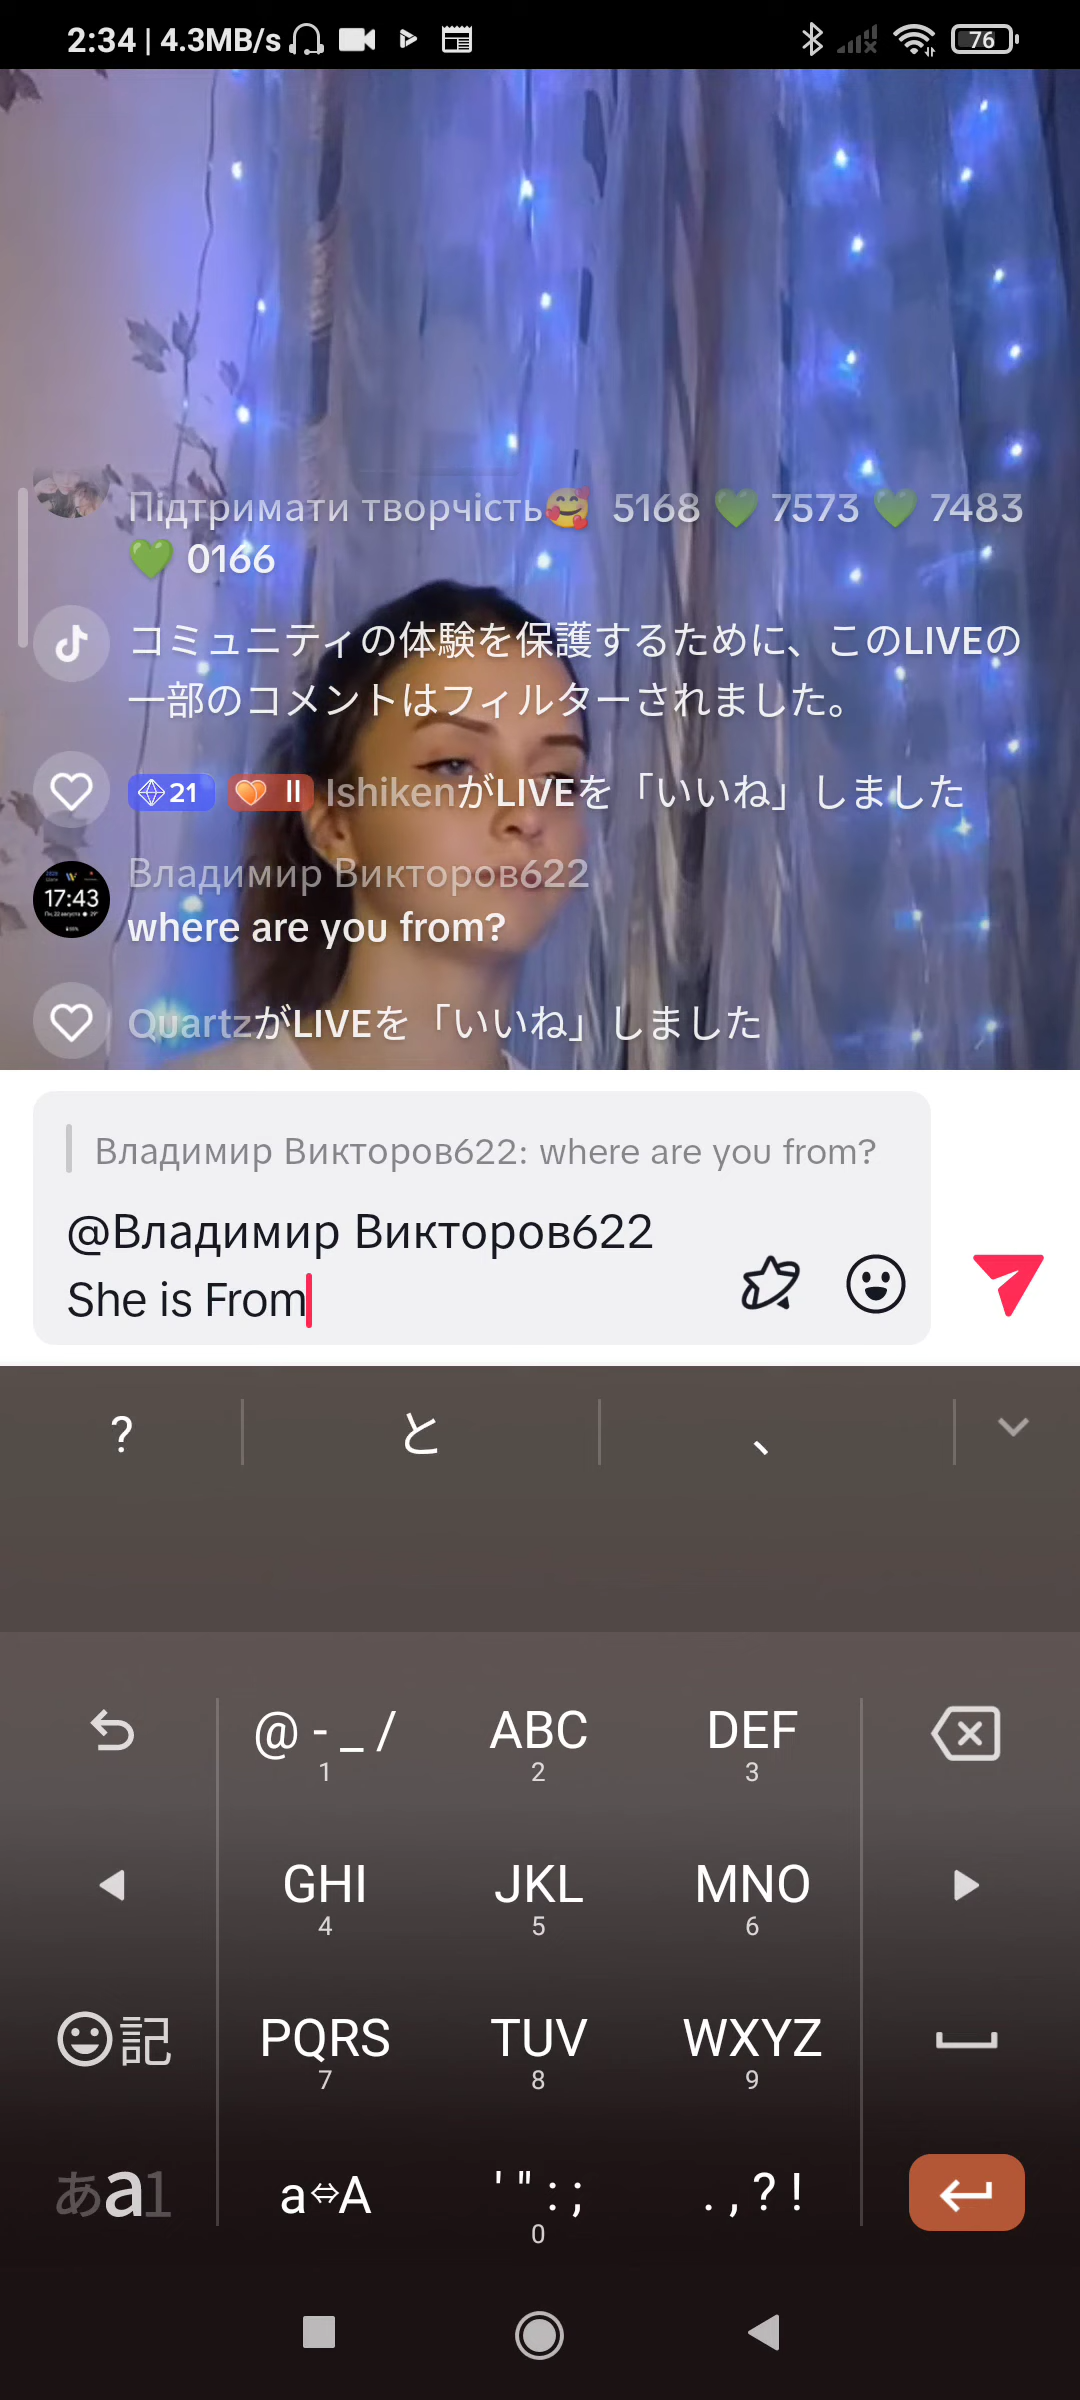 2:34 | 4.3MB/s
76
Підтримати творчість🥰 5168 💚 7573 💚 7483
💚 0166
コミュニティの体験を保護するために、このLIVEの
一部のコメントはフィルターされました。
21 II IshikenがLIVEを「いいね」しました
Владимир Викторов622
17:43
where are you from?
QuartzがLIVEを「いいね」しました
Владимир Викторов622: where are you from?
@Владимир Викторов622
She is From
? と 、
@ - _ / ABC DEF
1 2 3
GHI JKL MNO
4 5 6
記 PQRS TUV WXYZ
7 8 9
あa1 a⇔A ' " : ; . , ? !
0